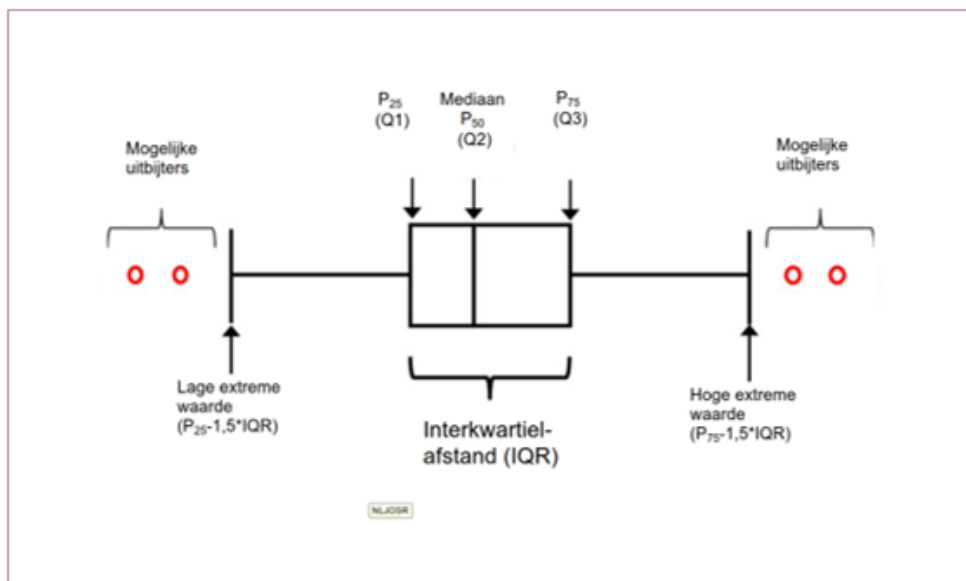 P₂₅
(Q1)
Mediaan
P₅₀
(Q2)
P₇₅
(Q3)
Mogelijke
uitbijters
Mogelijke
uitbijters
Lage extreme
waarde
(P₂₅-1,5*IQR)
Interkwartiel-
afstand (IQR)
Hoge extreme
waarde
(P₇₅-1,5*IQR)
NLJOSR